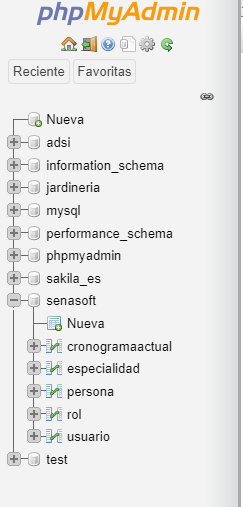 phpMyAdmin
Reciente Favoritas
Nueva
adsi
information_schema
jardineria
mysql
performance_schema
phpmyadmin
sakila_es
senasoft
Nueva
cronogramaactual
especialidad
persona
rol
usuario
test